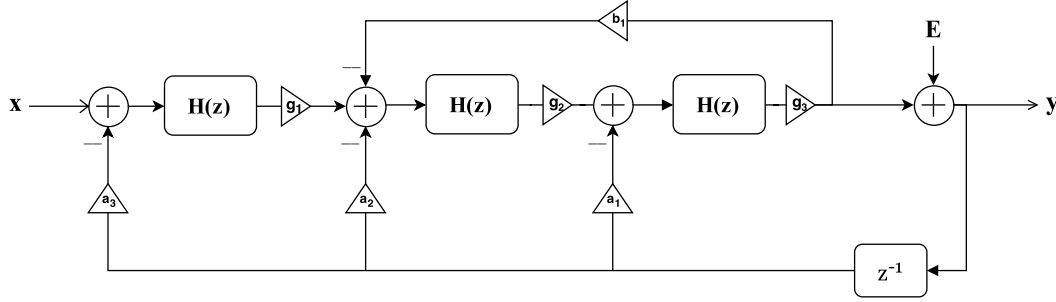 b₁
E
x
H(z)
g₁
H(z)
g₂
H(z)
g₃
y
a₃
a₂
a₁
z⁻¹